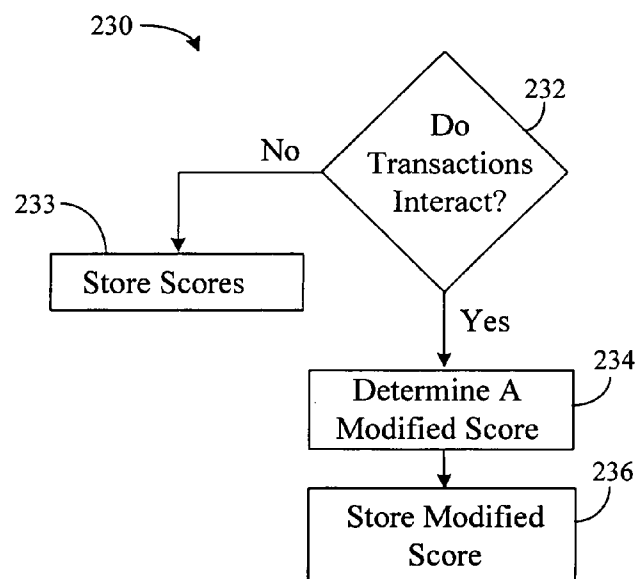 230
232
Do
Transactions
Interact?
No
233
Store Scores
Yes
234
Determine A
Modified Score
236
Store Modified
Score